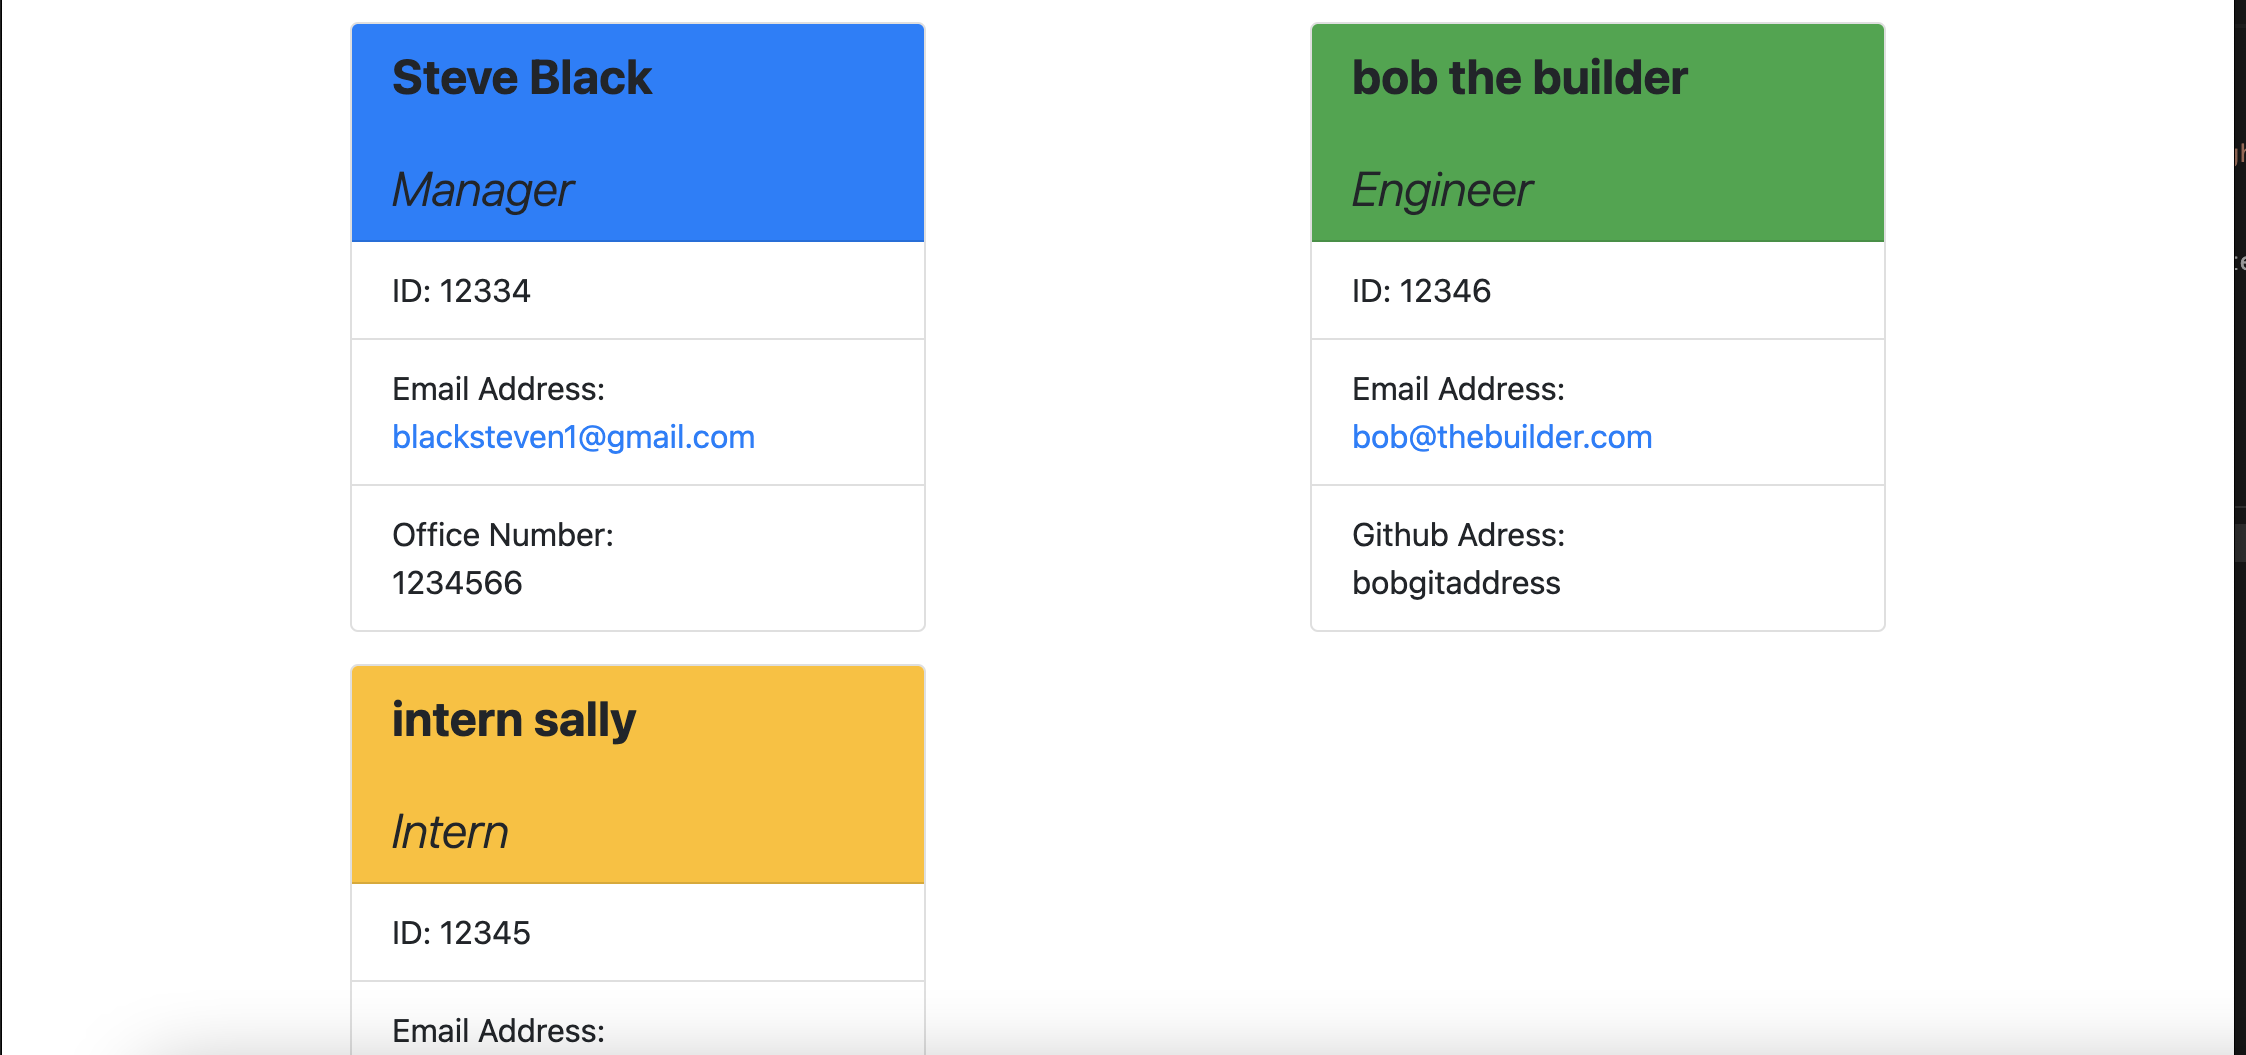 Steve Black
Manager
ID: 12334
Email Address:
blacksteven1@gmail.com
Office Number:
1234566
bob the builder
Engineer
ID: 12346
Email Address:
bob@thebuilder.com
Github Adress:
bobgitaddress
intern sally
Intern
ID: 12345
Email Address: